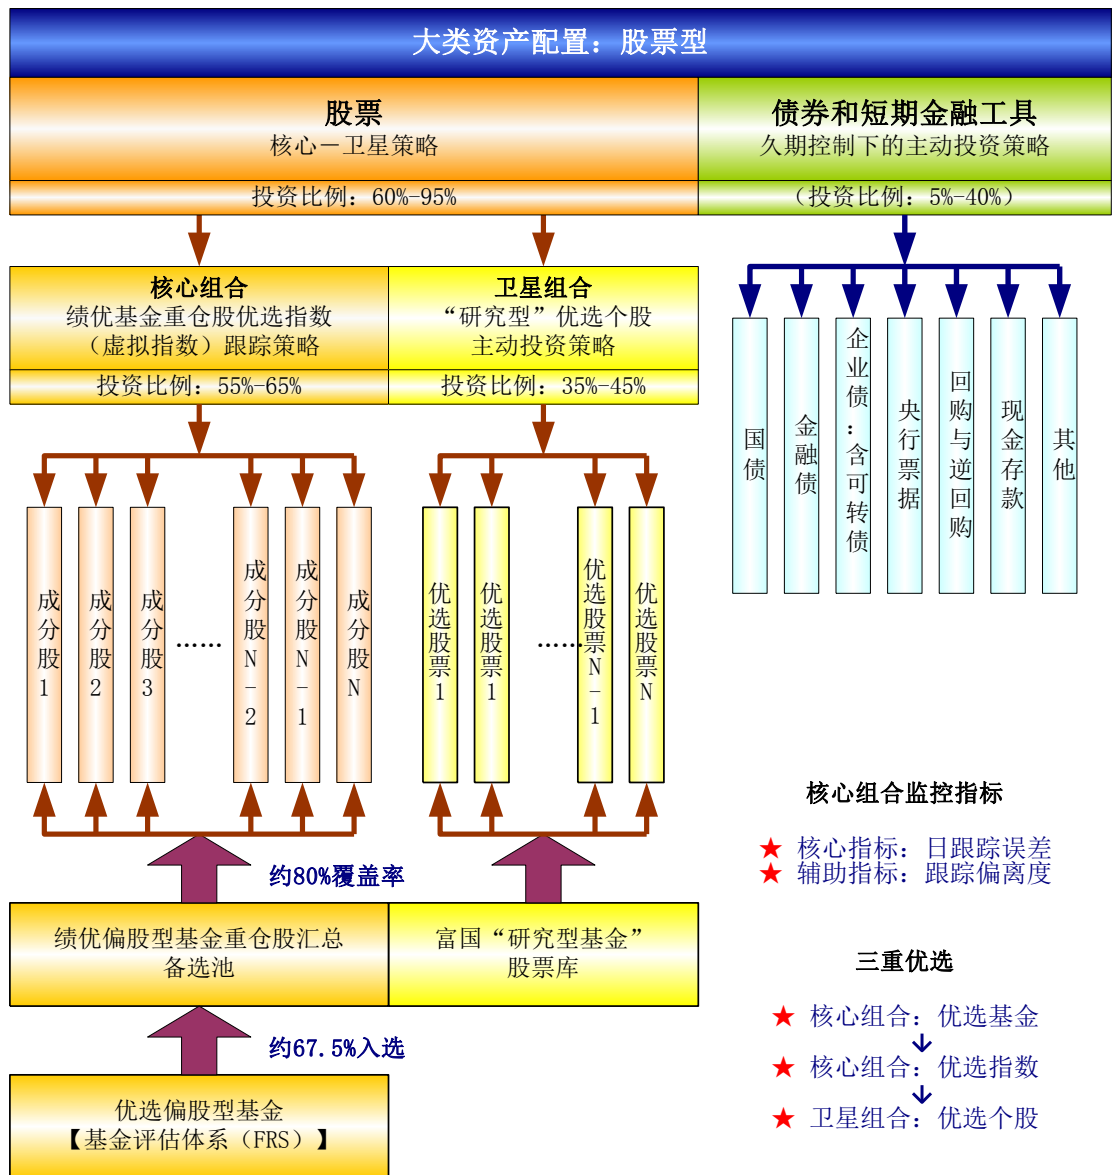 大类资产配置：股票型
股票
核心－卫星策略
投资比例：60%-95%
债券和短期金融工具
久期控制下的主动投资策略
（投资比例：5%-40%）
核心组合
绩优基金重仓股优选指数
（虚拟指数）跟踪策略
投资比例：55%-65%
卫星组合
“研究型”优选个股
主动投资策略
投资比例：35%-45%
国债
金融债
企业债：含可转债
央行票据
回购与逆回购
现金存款
其他
成分股1
成分股2
成分股3
……
成分股N-2
成分股N-1
成分股N
优选股票1
优选股票1
……
优选股票N-1
优选股票N
约80%覆盖率
绩优偏股型基金重仓股汇总
备选池
富国“研究型基金”
股票库
约67.5%入选
优选偏股型基金
【基金评估体系（FRS）】
核心组合监控指标
★ 核心指标：日跟踪误差
★ 辅助指标：跟踪偏离度
三重优选
★ 核心组合：优选基金
★ 核心组合：优选指数
★ 卫星组合：优选个股